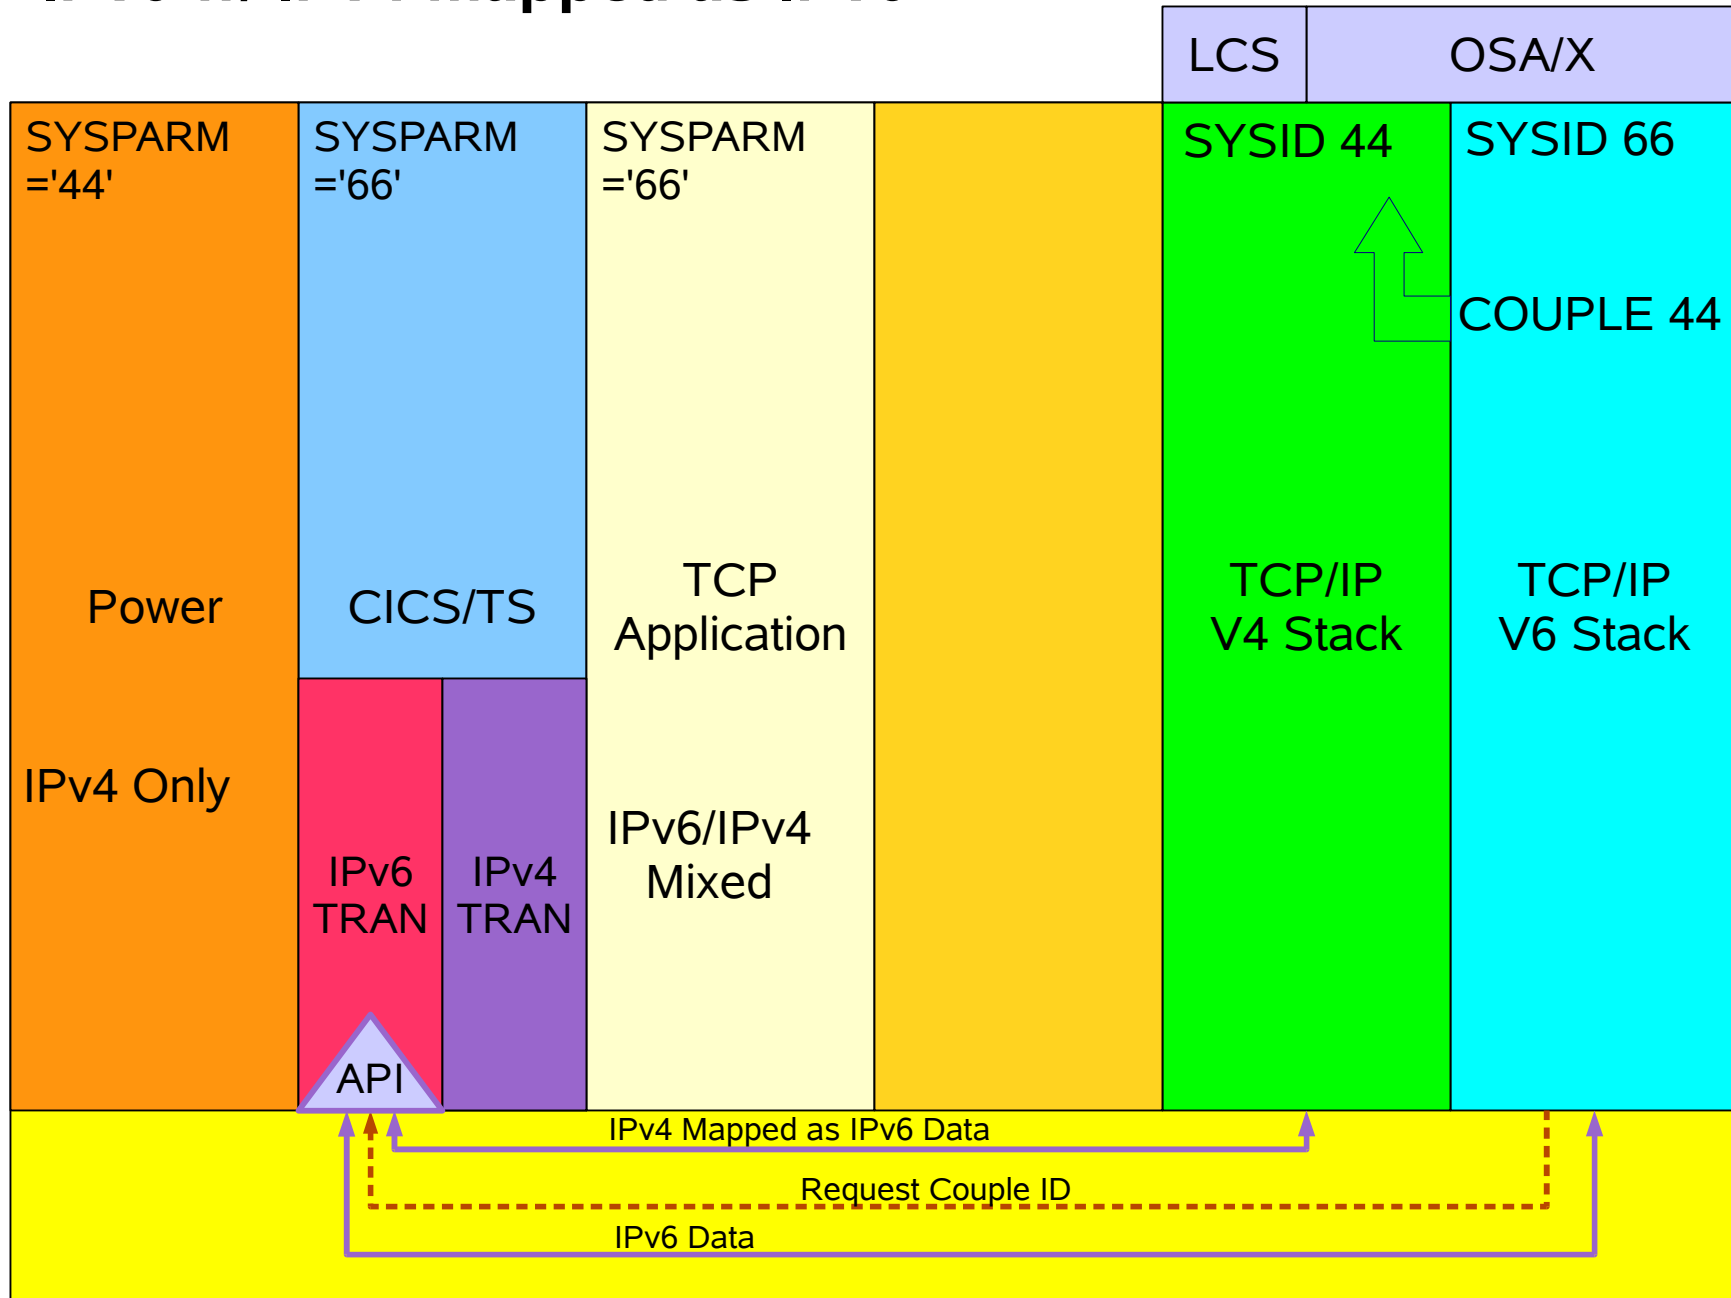 LCS
OSA/X
SYSPARM
='44'
SYSPARM
='66'
SYSPARM
='66'
SYSID 44
SYSID 66
COUPLE 44
Power
CICS/TS
TCP
Application
TCP/IP
V4 Stack
TCP/IP
V6 Stack
IPv4 Only
IPv6/IPv4
Mixed
IPv6
TRAN
IPv4
TRAN
API
IPv4 Mapped as IPv6 Data
Request Couple ID
IPv6 Data